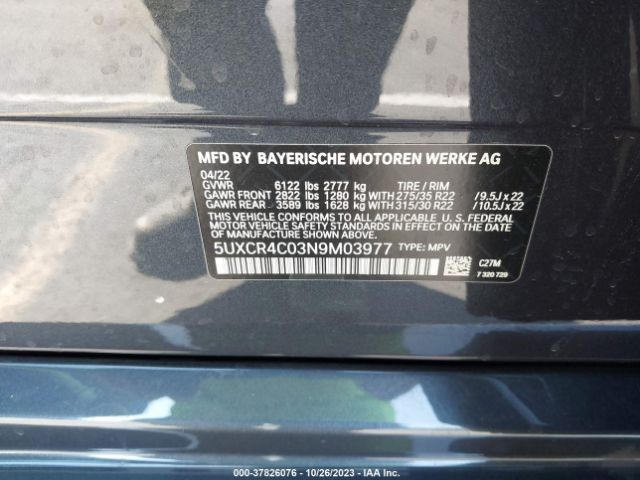 MFD BY BAYERISCHE MOTOREN WERKE AG
04/22
GVWR 6122 lbs 2777 kg TIRE / RIM
GAWR FRONT 2822 lbs 1280 kg WITH 275/35 R22 / 9.5J x 22
GAWR REAR 3589 lbs 1628 kg WITH 315/30 R22 / 10.5J x 22
THIS VEHICLE CONFORMS TO ALL APPLICABLE U. S. FEDERAL
MOTOR VEHICLE SAFETY STANDARDS IN EFFECT ON THE DATE
OF MANUFACTURE SHOWN ABOVE.
5UXCR4C03N9M03977 TYPE: MPV
C27M
7 320 729
000-37826076 - 10/26/2023 - IAA Inc.